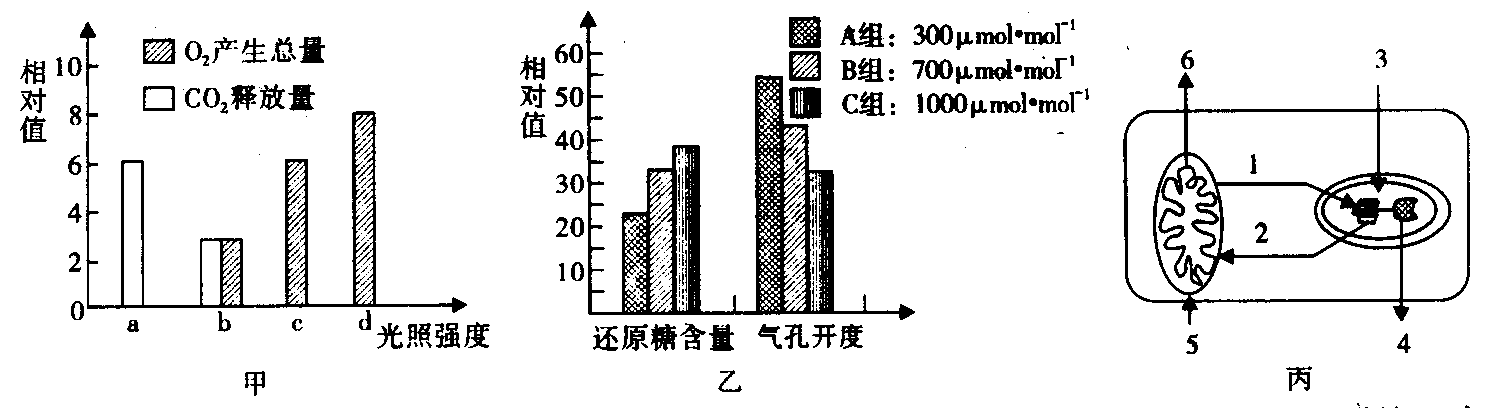 相对值
10
8
6
4
2
0
O₂产生总量
CO₂释放量
a
b
c
d
光照强度
甲
相对值
60
50
40
30
20
10
A组：300μmol•mol⁻¹
B组：700μmol•mol⁻¹
C组：1000μmol•mol⁻¹
还原糖含量
气孔开度
乙
6
3
1
2
5
4
丙